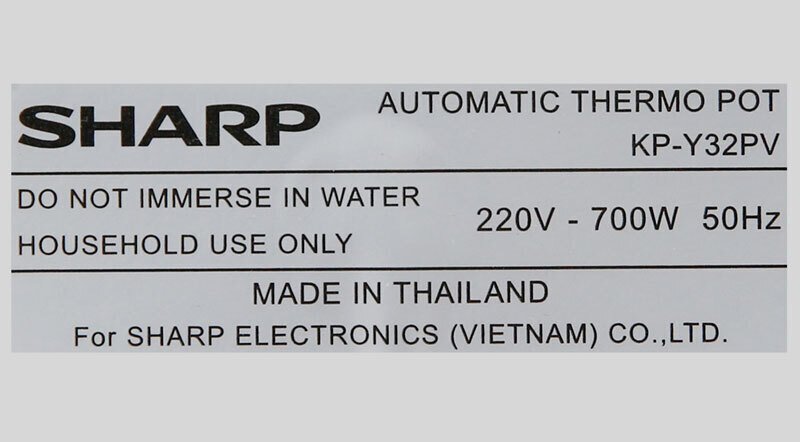 SHARP
AUTOMATIC THERMO POT
KP-Y32PV
DO NOT IMMERSE IN WATER
HOUSEHOLD USE ONLY
220V - 700W 50Hz
MADE IN THAILAND
For SHARP ELECTRONICS (VIETNAM) CO.,LTD.